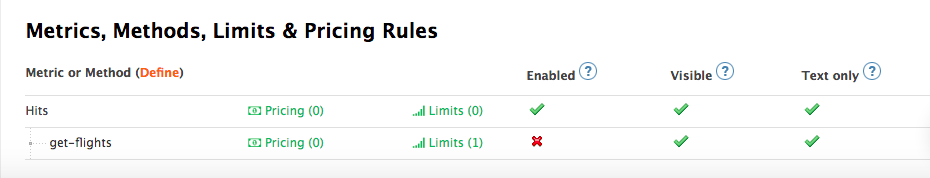 Metrics, Methods, Limits & Pricing Rules
Metric or Method (Define) Enabled ? Visible ? Text only ?
Hits Pricing (0) Limits (0)
get-flights Pricing (0) Limits (1)